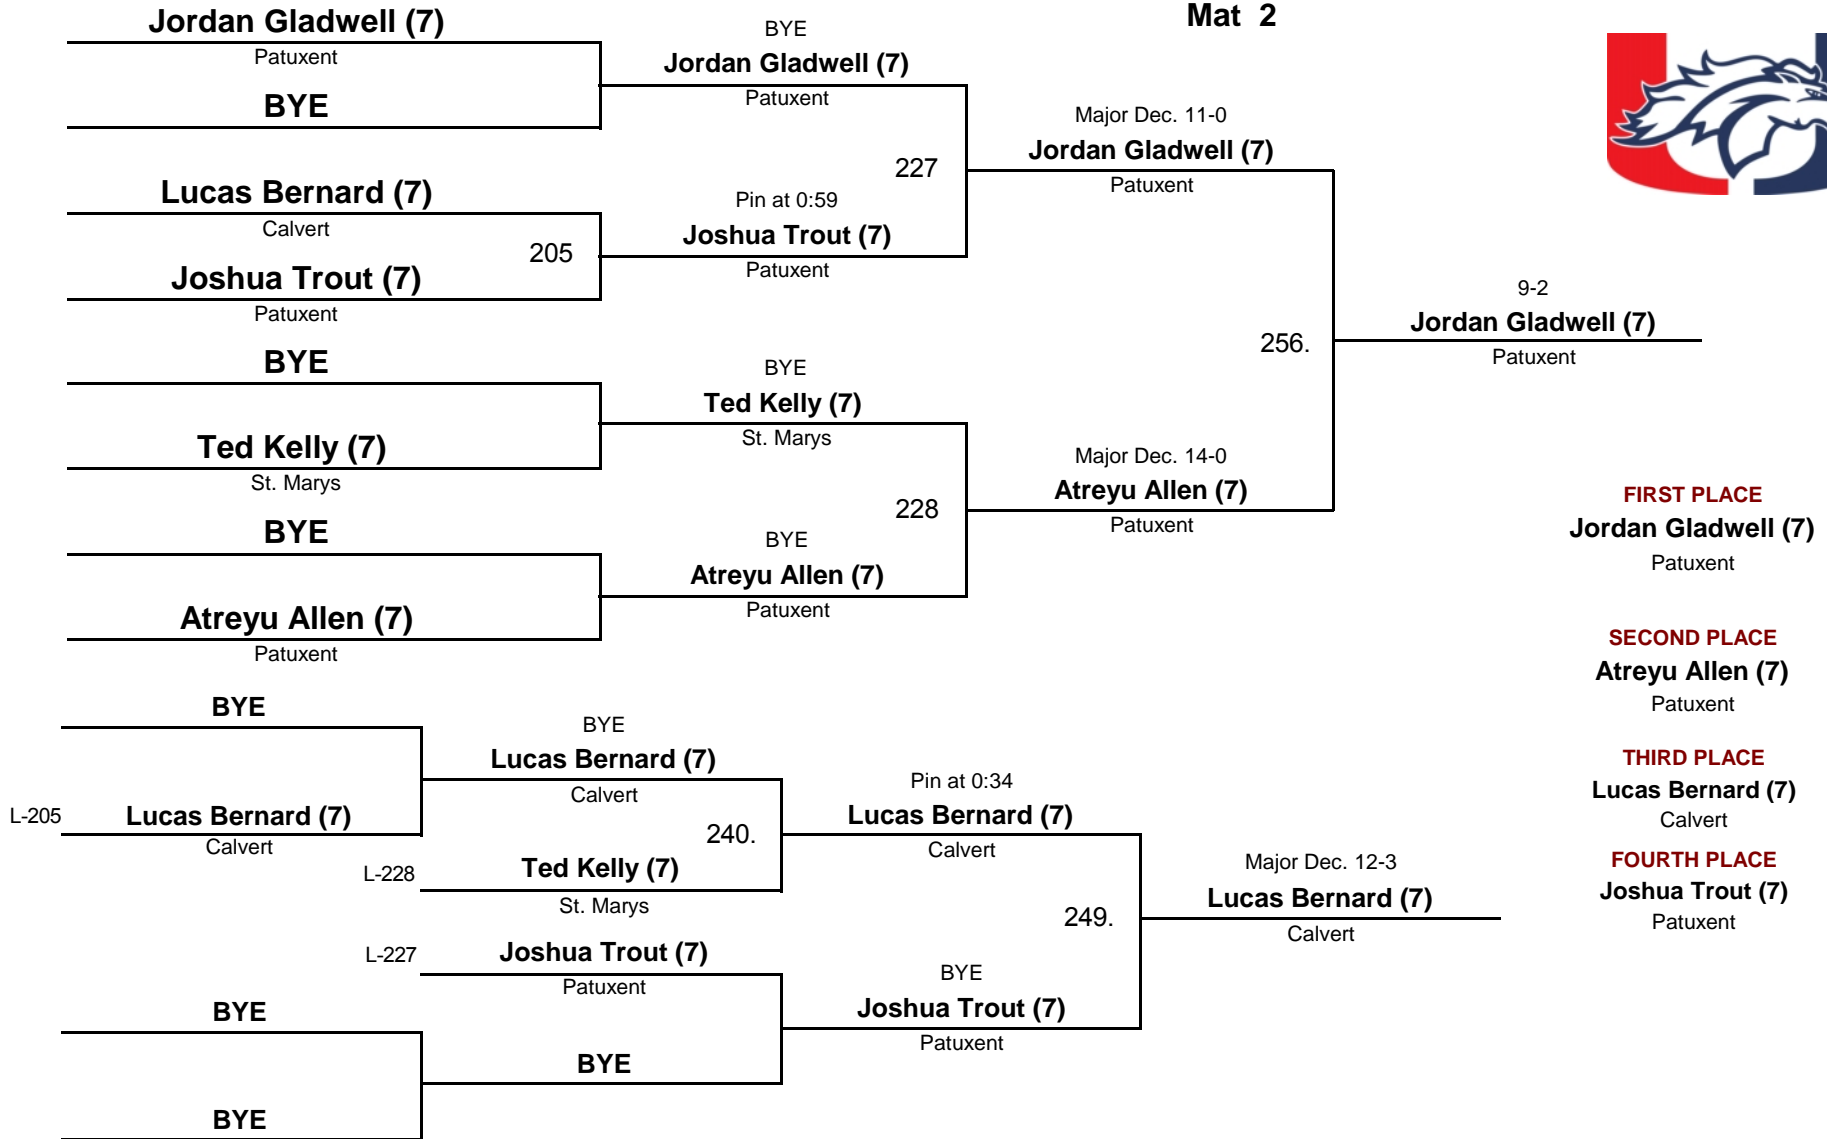 Mat 2
Jordan Gladwell (7)
Patuxent
BYE
Lucas Bernard (7)
Calvert
205
Joshua Trout (7)
Patuxent
BYE
Ted Kelly (7)
St. Marys
BYE
Atreyu Allen (7)
Patuxent
BYE
Jordan Gladwell (7)
Patuxent
227
Pin at 0:59
Joshua Trout (7)
Patuxent
BYE
Ted Kelly (7)
St. Marys
228
BYE
Atreyu Allen (7)
Patuxent
Major Dec. 11-0
Jordan Gladwell (7)
Patuxent
256.
Major Dec. 14-0
Atreyu Allen (7)
Patuxent
9-2
Jordan Gladwell (7)
Patuxent
FIRST PLACE
Jordan Gladwell (7)
Patuxent
SECOND PLACE
Atreyu Allen (7)
Patuxent
THIRD PLACE
Lucas Bernard (7)
Calvert
FOURTH PLACE
Joshua Trout (7)
Patuxent
BYE
L-205
Lucas Bernard (7)
Calvert
BYE
BYE
BYE
Lucas Bernard (7)
Calvert
240.
L-228
Ted Kelly (7)
St. Marys
L-227
Joshua Trout (7)
Patuxent
BYE
Pin at 0:34
Lucas Bernard (7)
Calvert
249.
BYE
Joshua Trout (7)
Patuxent
Major Dec. 12-3
Lucas Bernard (7)
Calvert